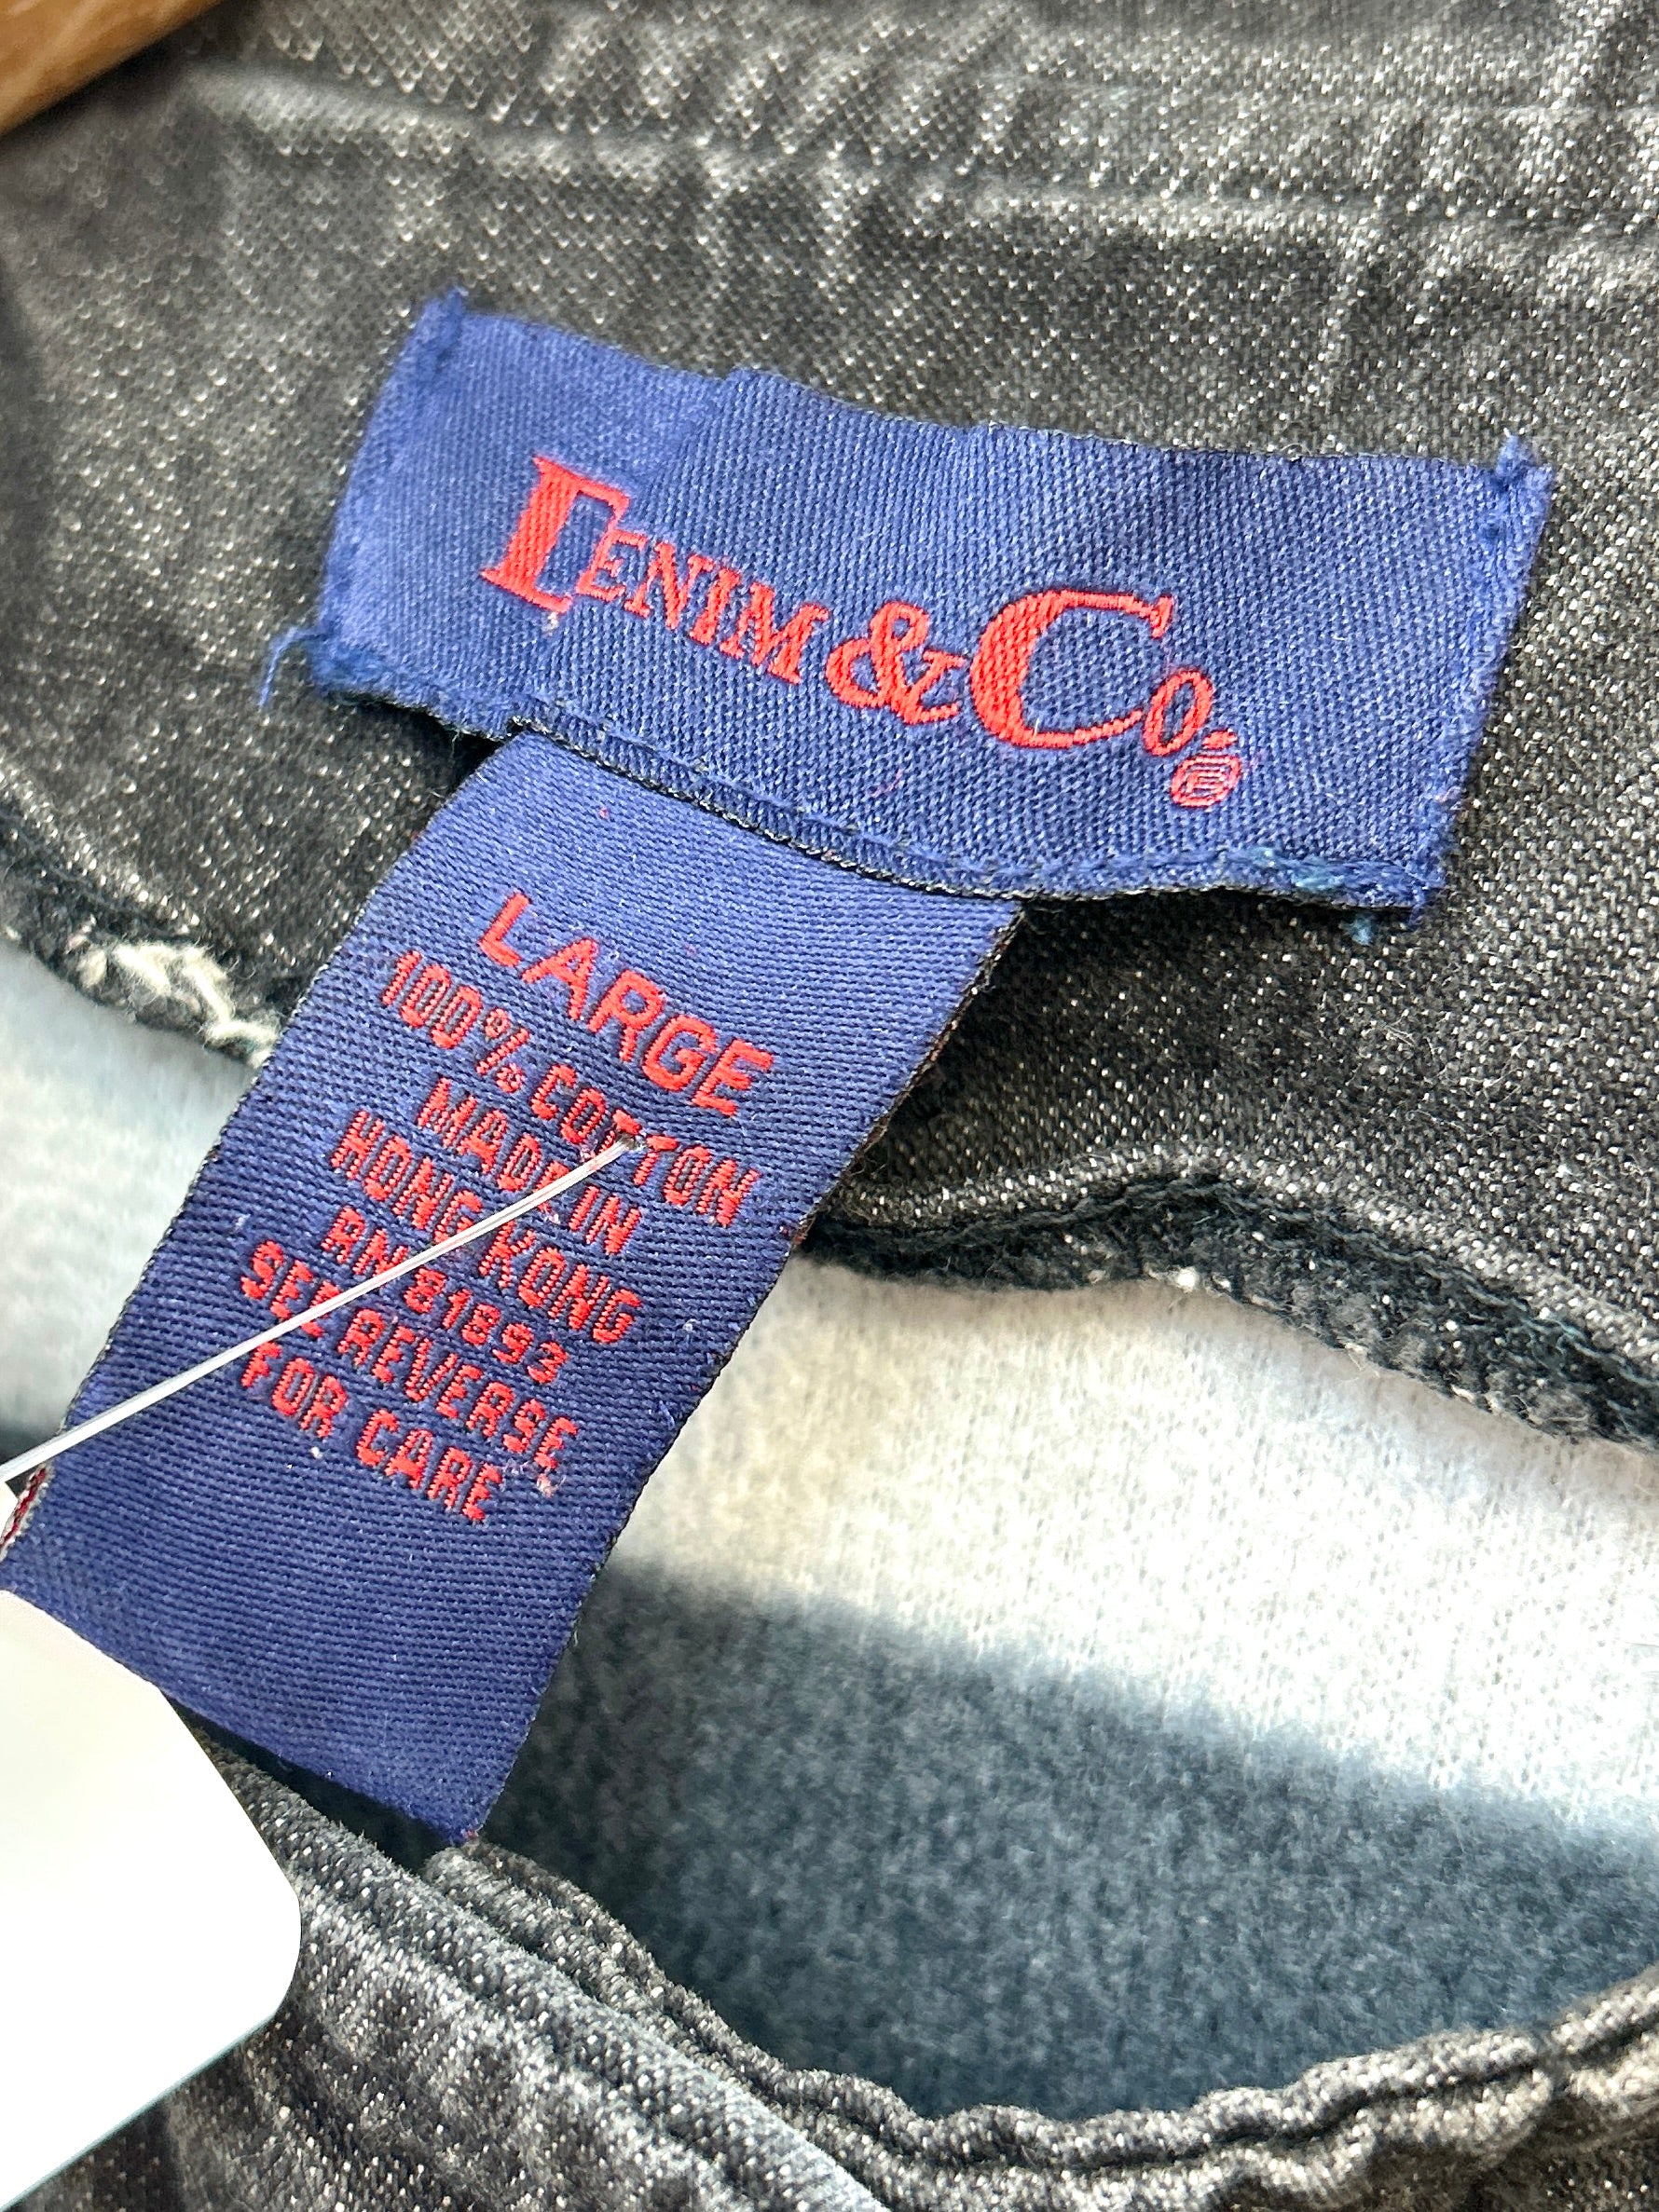 DENIM & CO.®
LARGE
100% COTTON
MADE IN
HONG KONG
RN 81893
SEE REVERSE
FOR CARE